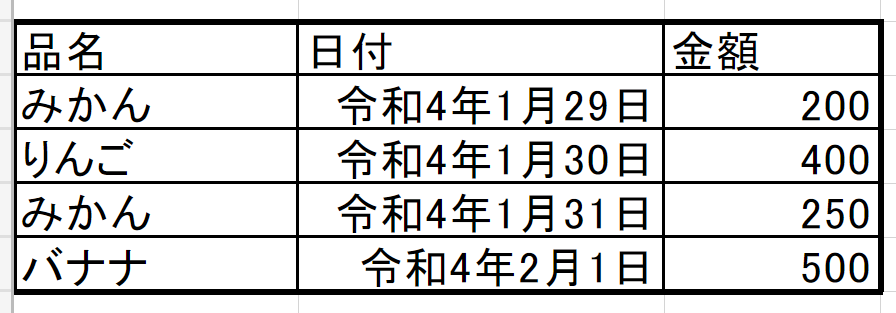 品名 日付 金額
みかん 令和4年1月29日 200
りんご 令和4年1月30日 400
みかん 令和4年1月31日 250
バナナ 令和4年2月1日 500